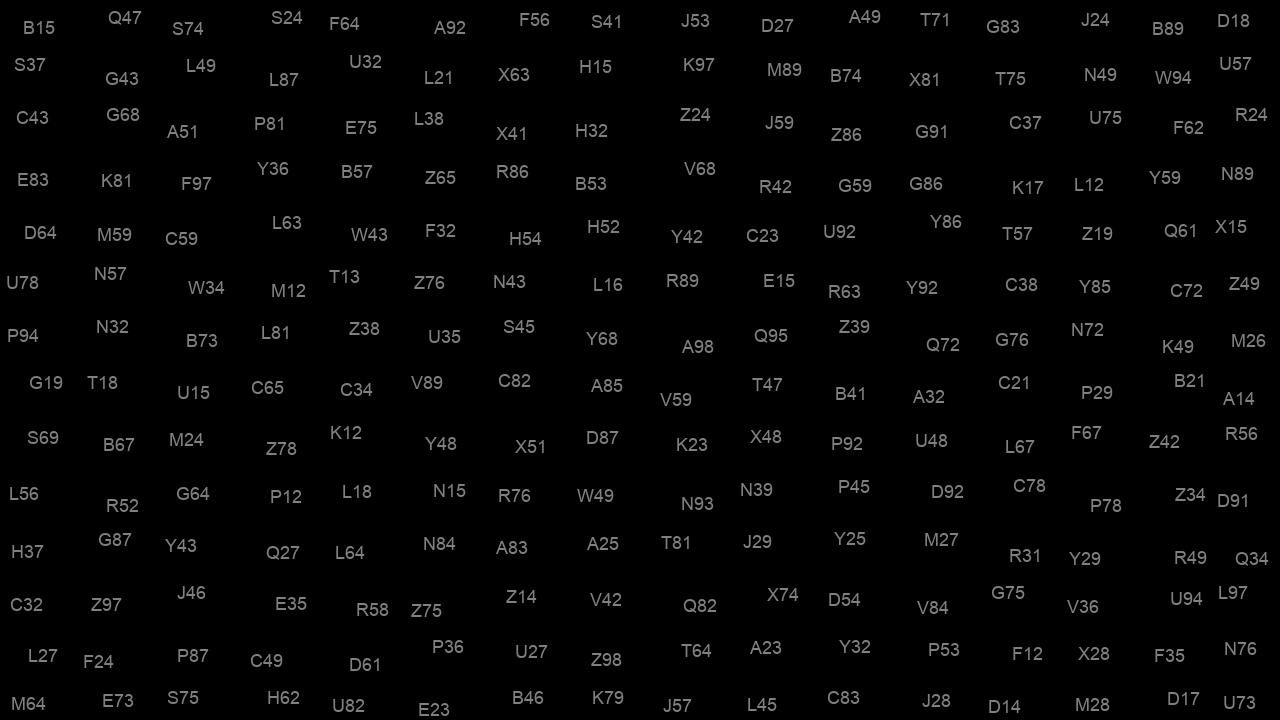 B15 Q47 S74 S24 F64 A92 F56 S41 J53 D27 A49 T71 G83 J24 B89 D18
S37 G43 L49 L87 U32 L21 X63 H15 K97 M89 B74 X81 T75 N49 W94 U57
C43 G68 A51 P81 E75 L38 X41 H32 Z24 J59 Z86 G91 C37 U75 F62 R24
E83 K81 F97 Y36 B57 Z65 R86 B53 V68 R42 G59 G86 K17 L12 Y59 N89
D64 M59 C59 L63 W43 F32 H54 H52 Y42 C23 U92 Y86 T57 Z19 Q61 X15
U78 N57 W34 M12 T13 Z76 N43 L16 R89 E15 R63 Y92 C38 Y85 C72 Z49
P94 N32 B73 L81 Z38 U35 S45 Y68 A98 Q95 Z39 Q72 G76 N72 K49 M26
G19 T18 U15 C65 C34 V89 C82 A85 V59 T47 B41 A32 C21 P29 B21 A14
S69 B67 M24 Z78 K12 Y48 X51 D87 K23 X48 P92 U48 L67 F67 Z42 R56
L56 R52 G64 P12 L18 N15 R76 W49 N93 N39 P45 D92 C78 P78 Z34 D91
H37 G87 Y43 Q27 L64 N84 A83 A25 T81 J29 Y25 M27 R31 Y29 R49 Q34
C32 Z97 J46 E35 R58 Z75 Z14 V42 Q82 X74 D54 V84 G75 V36 U94 L97
L27 F24 P87 C49 D61 P36 U27 Z98 T64 A23 Y32 P53 F12 X28 F35 N76
M64 E73 S75 H62 U82 E23 B46 K79 J57 L45 C83 J28 D14 M28 D17 U73